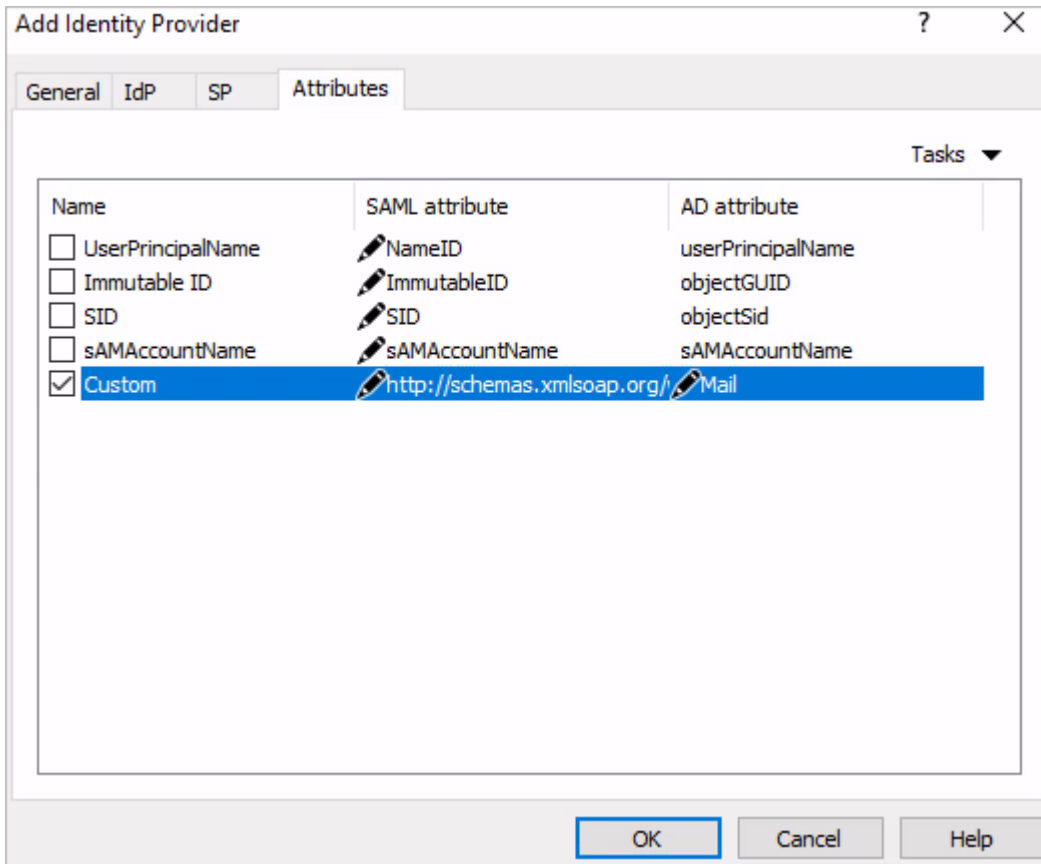 Add Identity Provider ?
General IdP SP Attributes
Tasks
Name SAML attribute AD attribute
UserPrincipalName NameID userPrincipalName
Immutable ID ImmutableID objectGUID
SID SID objectSid
sAMAccountName sAMAccountName sAMAccountName
Custom http://schemas.xmlsoap.org/ Mail
OK Cancel Help